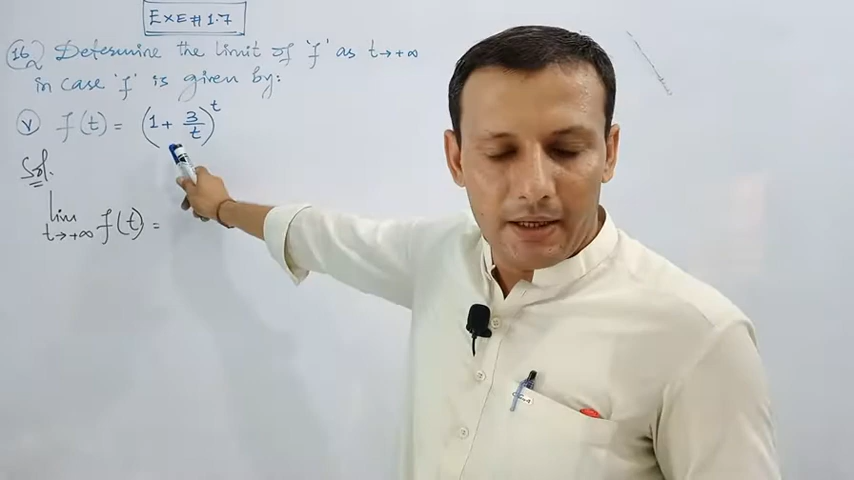 EXE # 1.7
16 Determine the limit of 'f' as t→+∞
in case 'f' is given by:
v f(t) = (1 + 3/t)^t
Sol.
lim t→+∞ f(t) =